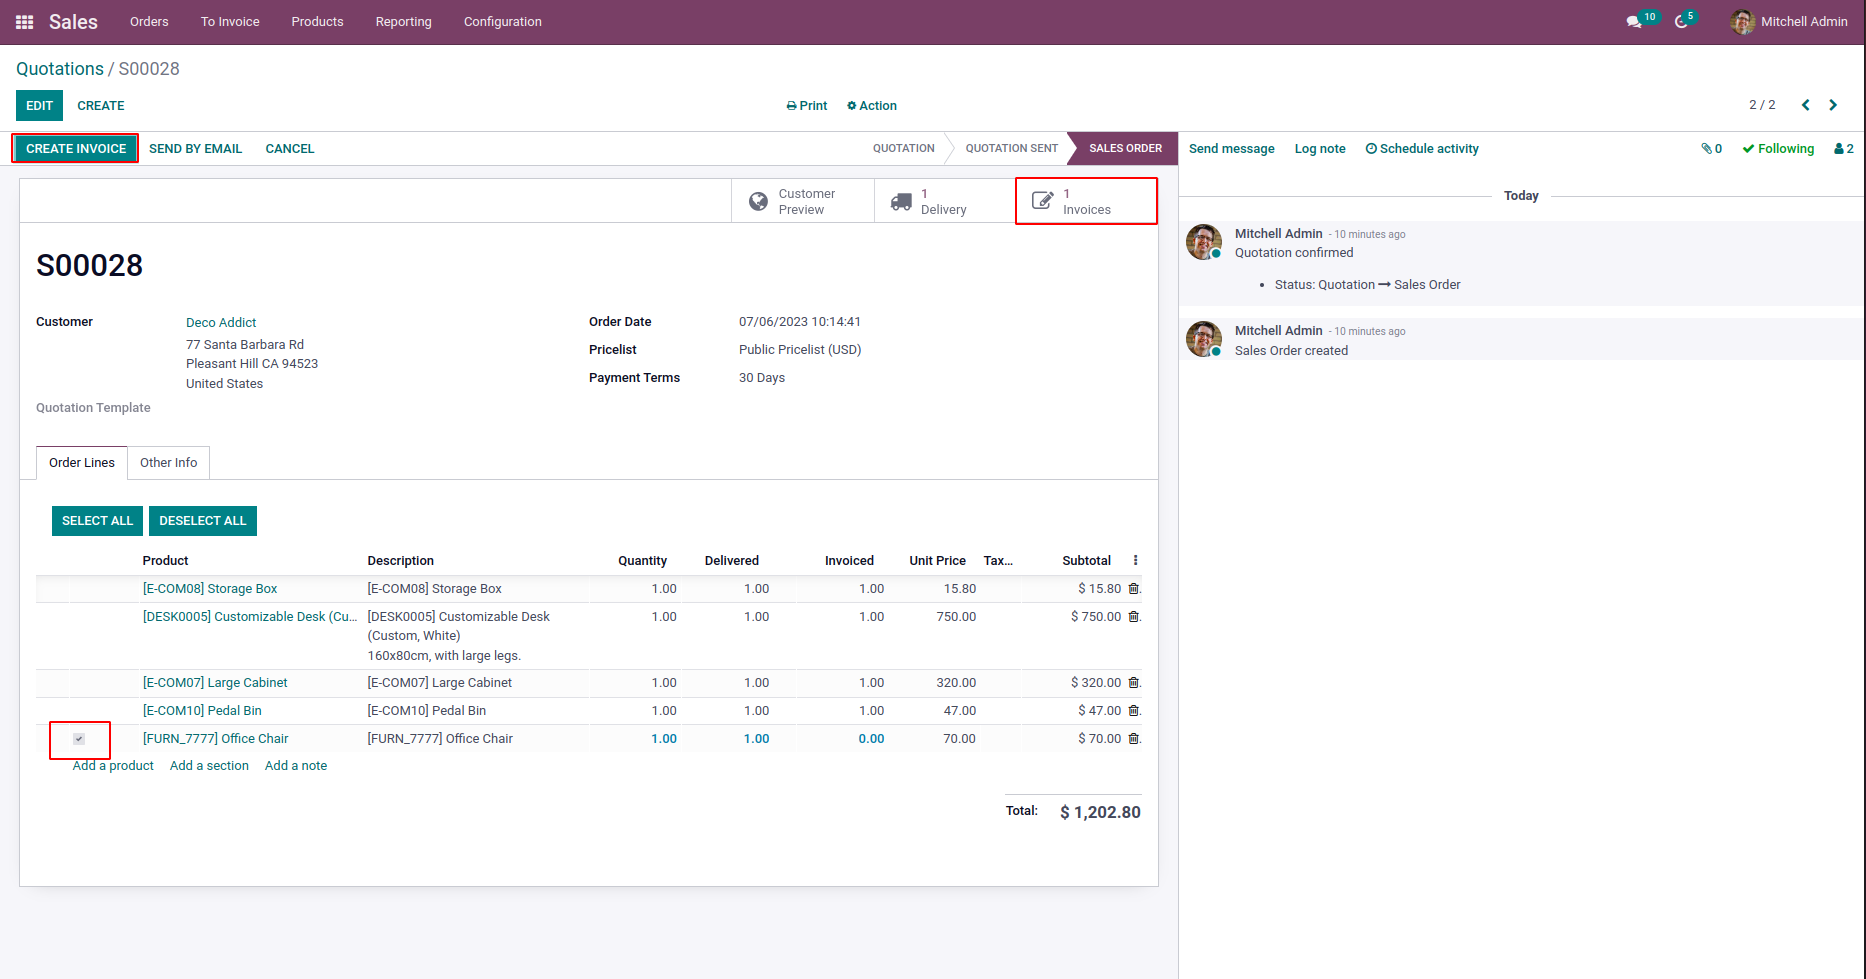 Sales Orders To Invoice Products Reporting Configuration 10 5 Mitchell Admin
Quotations / S00028
EDIT CREATE Print Action 2 / 2
CREATE INVOICE SEND BY EMAIL CANCEL QUOTATION QUOTATION SENT SALES ORDER
Customer Preview
1 Delivery
1 Invoices
S00028
Customer Deco Addict
77 Santa Barbara Rd
Pleasant Hill CA 94523
United States
Quotation Template
Order Date 07/06/2023 10:14:41
Pricelist Public Pricelist (USD)
Payment Terms 30 Days
Order Lines Other Info
SELECT ALL DESELECT ALL
Product Description Quantity Delivered Invoiced Unit Price Tax... Subtotal
[E-COM08] Storage Box [E-COM08] Storage Box 1.00 1.00 1.00 15.80 $ 15.80
[DESK0005] Customizable Desk (Cu... [DESK0005] Customizable Desk 1.00 1.00 1.00 750.00 $ 750.00
(Custom, White)
160x80cm, with large legs.
[E-COM07] Large Cabinet [E-COM07] Large Cabinet 1.00 1.00 1.00 320.00 $ 320.00
[E-COM10] Pedal Bin [E-COM10] Pedal Bin 1.00 1.00 1.00 47.00 $ 47.00
[FURN_7777] Office Chair [FURN_7777] Office Chair 1.00 1.00 0.00 70.00 $ 70.00
Add a product Add a section Add a note
Total: $ 1,202.80
Send message Log note Schedule activity 0 Following 2
Today
Mitchell Admin - 10 minutes ago
Quotation confirmed
• Status: Quotation → Sales Order
Mitchell Admin - 10 minutes ago
Sales Order created